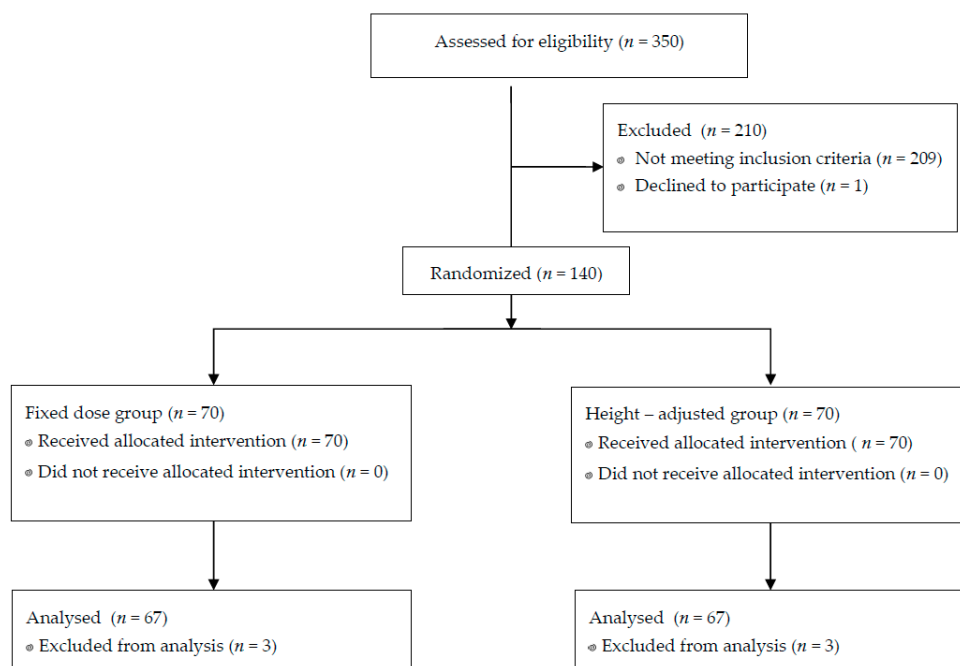 Assessed for eligibility (n = 350)
Excluded (n = 210)
Not meeting inclusion criteria (n = 209)
Declined to participate (n = 1)
Randomized (n = 140)
Fixed dose group (n = 70)
Received allocated intervention (n = 70)
Did not receive allocated intervention (n = 0)
Height – adjusted group (n = 70)
Received allocated intervention ( n = 70)
Did not receive allocated intervention (n = 0)
Analysed (n = 67)
Excluded from analysis (n = 3)
Analysed (n = 67)
Excluded from analysis (n = 3)